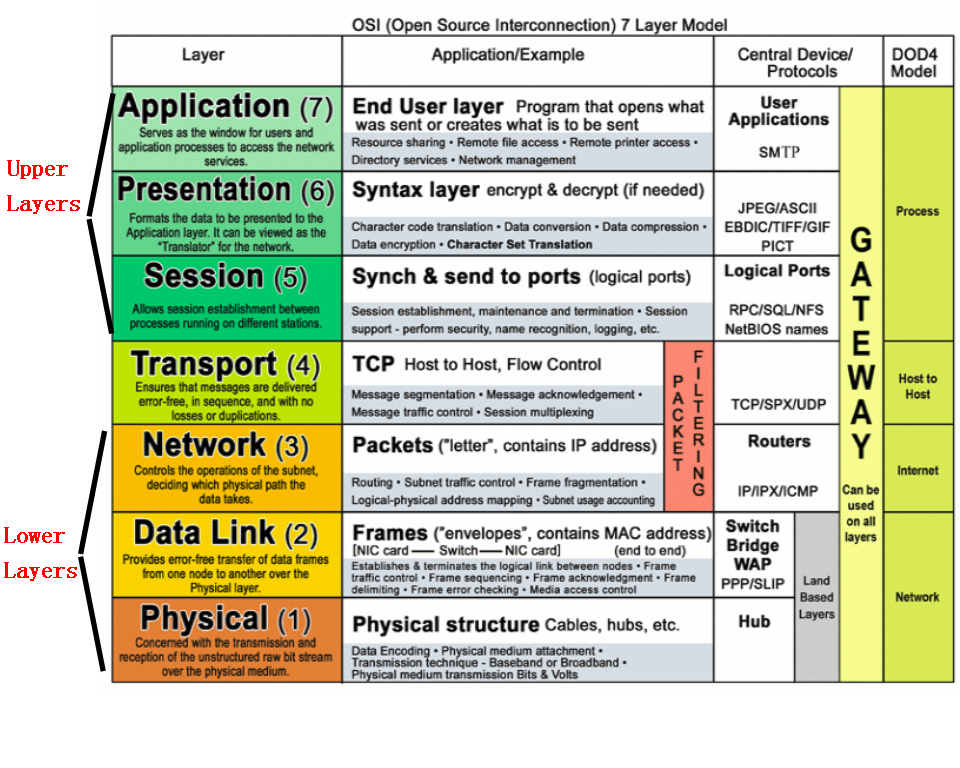 OSI (Open Source Interconnection) 7 Layer Model
Layer
Application/Example
Central Device/
Protocols
DOD4
Model
Upper
Layers
Application (7)
Serves as the window for users and
application processes to access the network
services.
End User layer Program that opens what
was sent or creates what is to be sent
Resource sharing • Remote file access • Remote printer access •
Directory services • Network management
User
Applications
SMTP
Presentation (6)
Formats the data to be presented to the
Application layer. It can be viewed as the
"Translator" for the network.
Syntax layer encrypt & decrypt (if needed)
Character code translation • Data conversion • Data compression •
Data encryption • Character Set Translation
JPEG/ASCII
EBDIC/TIFF/GIF
PICT
Process
Session (5)
Allows session establishment between
processes running on different stations.
Synch & send to ports (logical ports)
Session establishment, maintenance and termination • Session
support - perform security, name recognition, logging, etc.
Logical Ports
RPC/SQL/NFS
NetBIOS names
GATEWAY
Can be
used
on all
layers
Transport (4)
Ensures that messages are delivered
error-free, in sequence, and with no
losses or duplications.
TCP Host to Host, Flow Control
Message segmentation • Message acknowledgement •
Message traffic control • Session multiplexing
PACKET
FILTERING
TCP/SPX/UDP
Host to
Host
Lower
Layers
Network (3)
Controls the operations of the subnet,
deciding which physical path the
data takes.
Packets ("letter", contains IP address)
Routing • Subnet traffic control • Frame fragmentation •
Logical-physical address mapping • Subnet usage accounting
Routers
IP/IPX/ICMP
Internet
Data Link (2)
Provides error-free transfer of data frames
from one node to another over the
Physical layer.
Frames ("envelopes", contains MAC address)
[NIC card — Switch — NIC card] (end to end)
Establishes & terminates the logical link between nodes • Frame
traffic control • Frame sequencing • Frame acknowledgment • Frame
delimiting • Frame error checking • Media access control
Switch
Bridge
WAP
PPP/SLIP
Land
Based
Layers
Network
Physical (1)
Concerned with the transmission and
reception of the unstructured raw bit stream
over the physical medium.
Physical structure Cables, hubs, etc.
Data Encoding • Physical medium attachment •
Transmission technique - Baseband or Broadband •
Physical medium transmission Bits & Volts
Hub